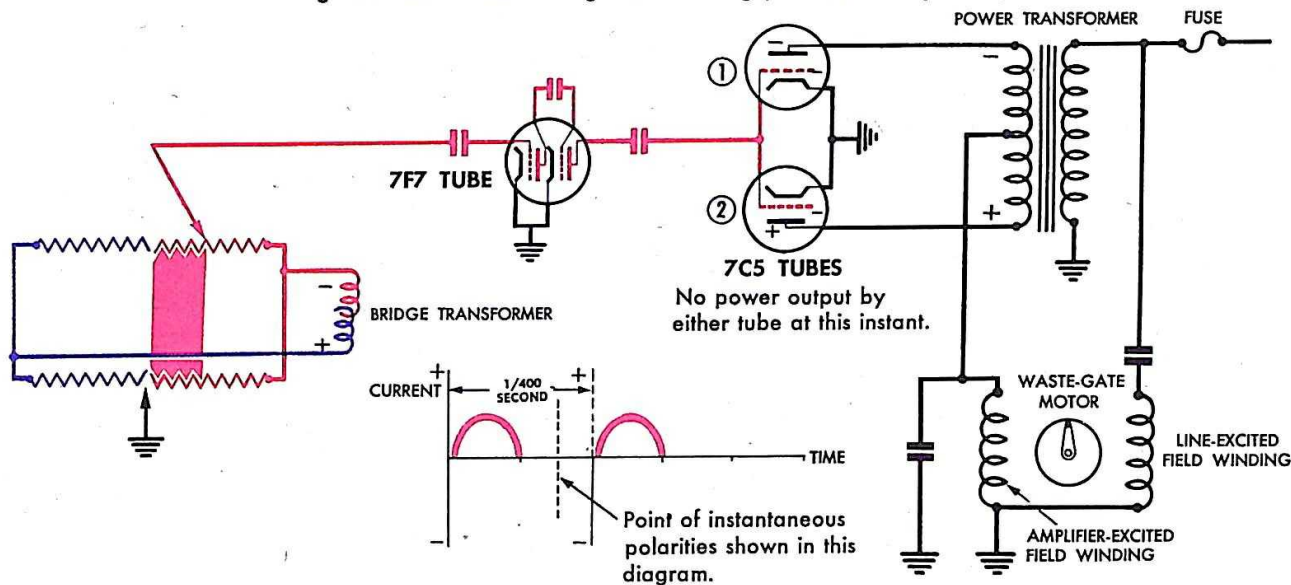 POWER TRANSFORMER
FUSE
①
-
-
-
7F7 TUBE
②
-
+
+
7C5 TUBES
No power output by
either tube at this instant.
-
+
BRIDGE TRANSFORMER
+
CURRENT
1/400
SECOND
+
TIME
-
-
Point of instantaneous
polarities shown in this
diagram.
WASTE-GATE
MOTOR
LINE-EXCITED
FIELD WINDING
AMPLIFIER-EXCITED
FIELD WINDING